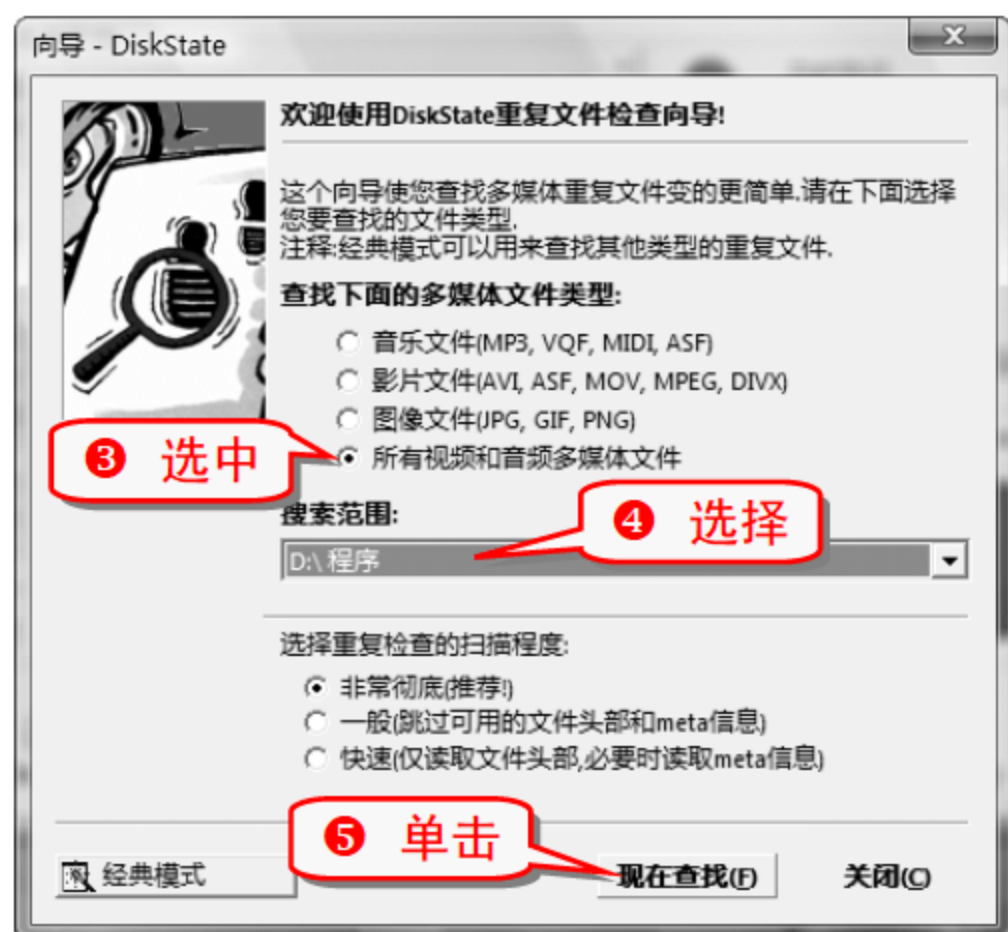 向导 - DiskState
欢迎使用DiskState重复文件检查向导!
这个向导使您查找多媒体重复文件变的更简单.请在下面选择
您要查找的文件类型.
注释:经典模式可以用来查找其他类型的重复文件.
查找下面的多媒体文件类型:
音乐文件(MP3, VQF, MIDI, ASF)
影片文件(AVI, ASF, MOV, MPEG, DIVX)
图像文件(JPG, GIF, PNG)
❸ 选中
所有视频和音频多媒体文件
搜索范围:
❹ 选择
D:\ 程序
选择重复检查的扫描程度:
非常彻底(推荐!)
一般(跳过可用的文件头部和meta信息)
快速(仅读取文件头部,必要时读取meta信息)
❺ 单击
经典模式
现在查找(F)
关闭(C)